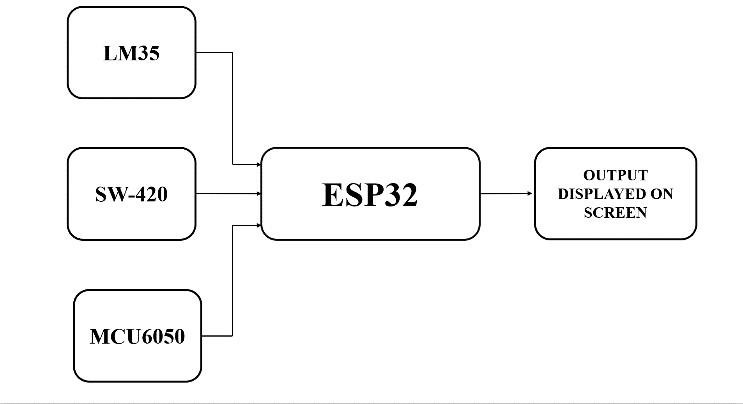 LM35
SW-420
MCU6050
ESP32
OUTPUT
DISPLAYED ON
SCREEN